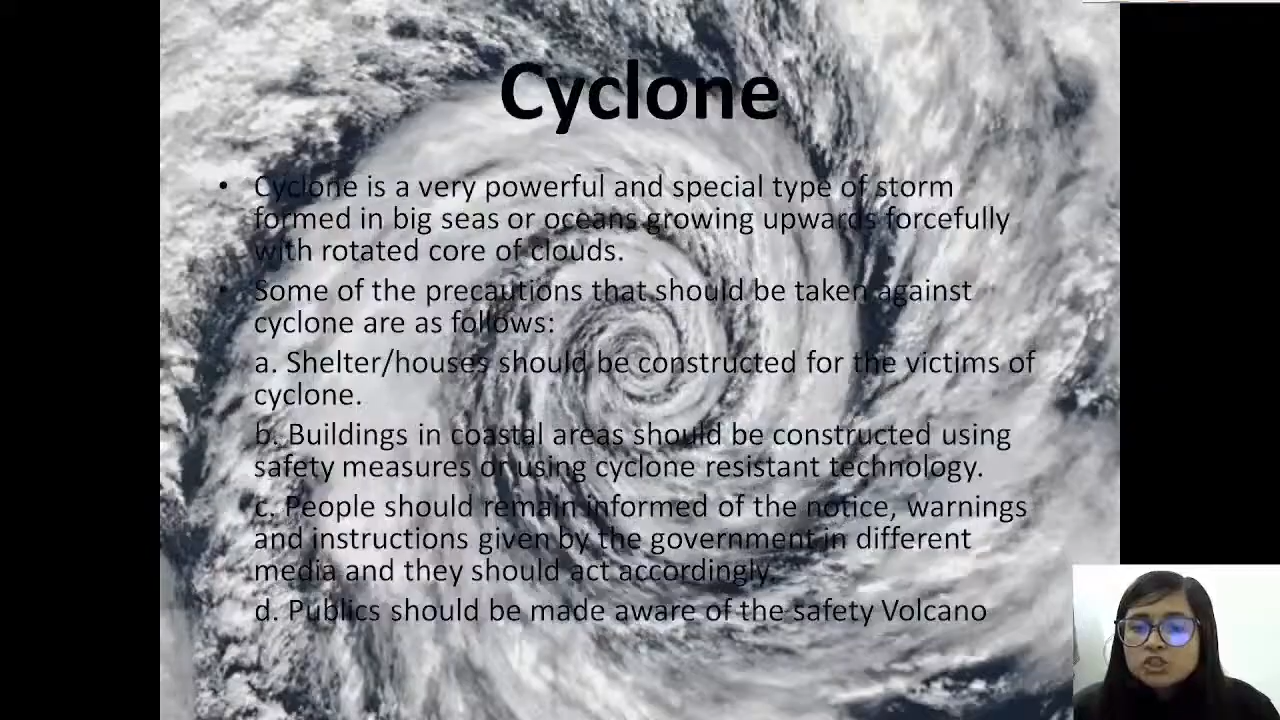 Cyclone
• Cyclone is a very powerful and special type of storm
formed in big seas or oceans growing upwards forcefully
with rotated core of clouds.
• Some of the precautions that should be taken against
cyclone are as follows:
a. Shelter/houses should be constructed for the victims of
cyclone.
b. Buildings in coastal areas should be constructed using
safety measures or using cyclone resistant technology.
c. People should remain informed of the notice, warnings
and instructions given by the government in different
media and they should act accordingly.
d. Publics should be made aware of the safety Volcano